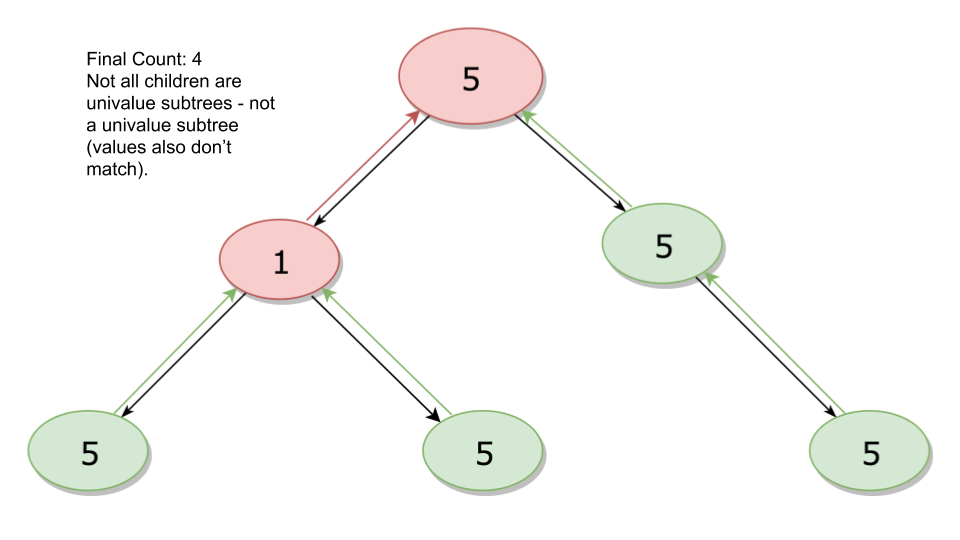 Final Count: 4
Not all children are
univalue subtrees - not
a univalue subtree
(values also don't
match).
5
1
5
5
5
5